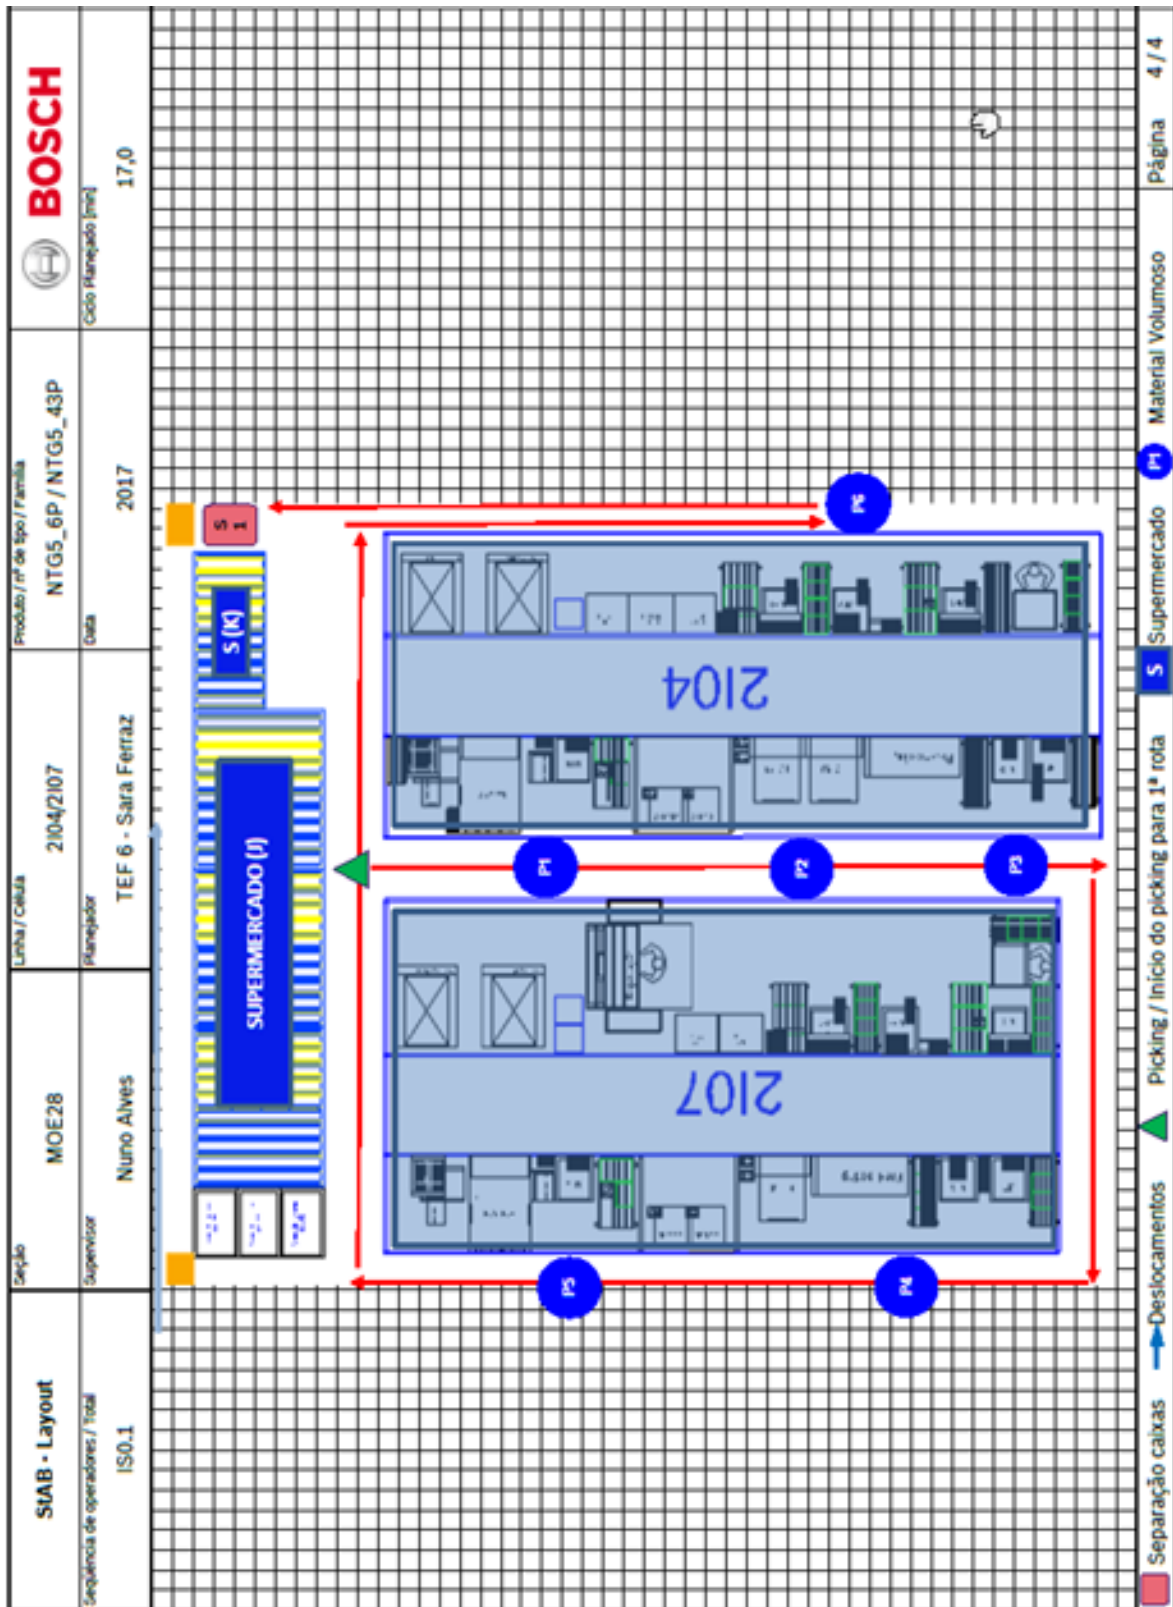 StAB - Layout
Seção
MOE28
Linha / Célula
2I04/2I07
Produto / nº de tipo / Família
NTG5_6P / NTG5_43P
BOSCH
Seqüência de operadores / Total
IS0.1
Supervisor
Nuno Alves
Planejador
TEF 6 - Sara Ferraz
Data
2017
Ciclo Planejado [min]
17,0
SUPERMERCADO (J)
S (K)
S
1
P5
P4
2I07
P1
P2
P3
2I04
P6
Separação caixas
Deslocamentos
Picking / Início do picking para 1ª rota
S Supermercado
P1 Material Volumoso
Página 4 / 4